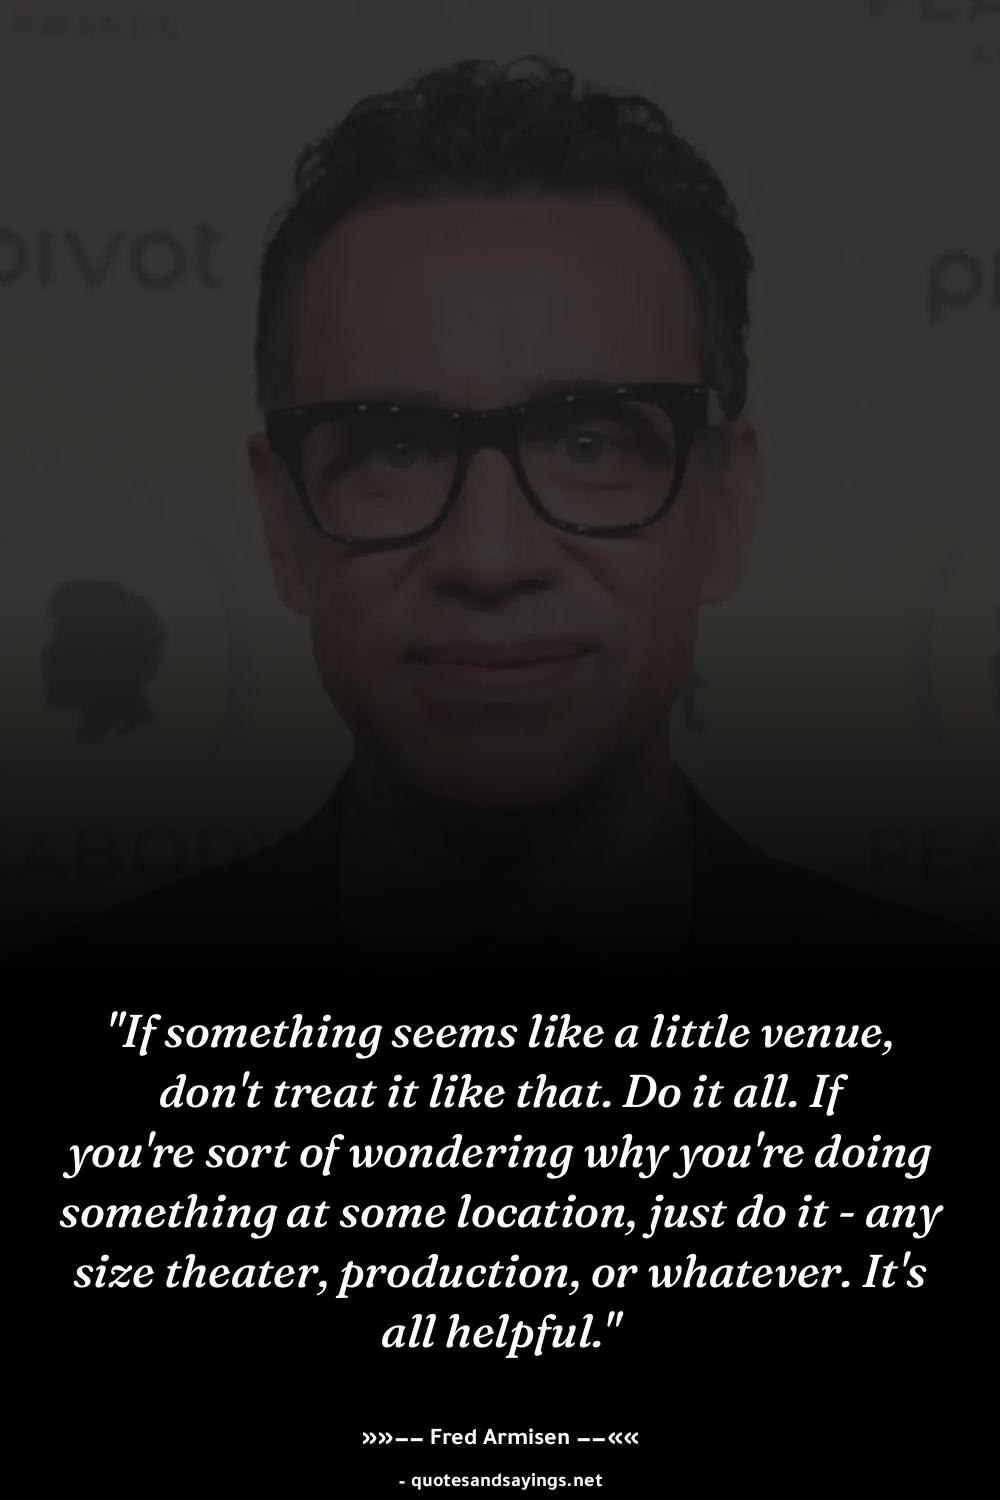 AWARDS
pivot
"If something seems like a little venue,
don't treat it like that. Do it all. If
you're sort of wondering why you're doing
something at some location, just do it - any
size theater, production, or whatever. It's
all helpful."
»»–– Fred Armisen ––««
- quotesandsayings.net